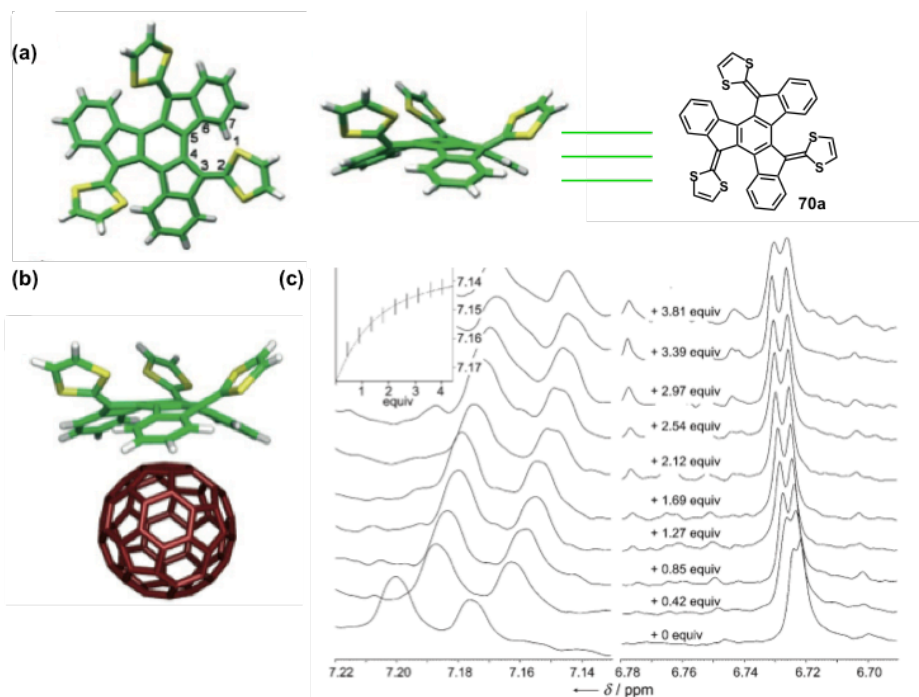 (a)
7
6
1
5
4
3
2
S
S
S
S
S
S
70a
(b)
(c)
7.14
7.15
7.16
7.17
1 2 3 4
equiv
+ 3.81 equiv
+ 3.39 equiv
+ 2.97 equiv
+ 2.54 equiv
+ 2.12 equiv
+ 1.69 equiv
+ 1.27 equiv
+ 0.85 equiv
+ 0.42 equiv
+ 0 equiv
7.22 7.20 7.18 7.16 7.14 6.78 6.76 6.74 6.72 6.70
← δ / ppm